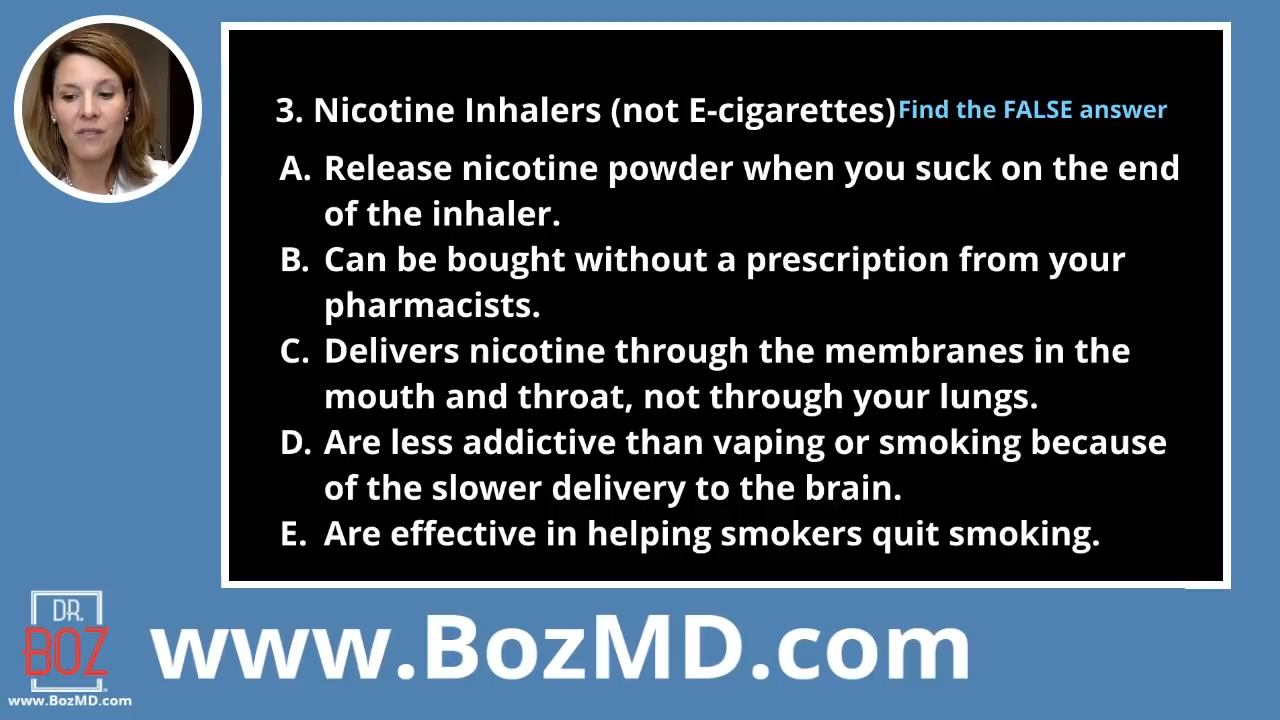 3. Nicotine Inhalers (not E-cigarettes) Find the FALSE answer
A. Release nicotine powder when you suck on the end
of the inhaler.
B. Can be bought without a prescription from your
pharmacists.
C. Delivers nicotine through the membranes in the
mouth and throat, not through your lungs.
D. Are less addictive than vaping or smoking because
of the slower delivery to the brain.
E. Are effective in helping smokers quit smoking.
DR.
BOZ
www.BozMD.com
www.BozMD.com